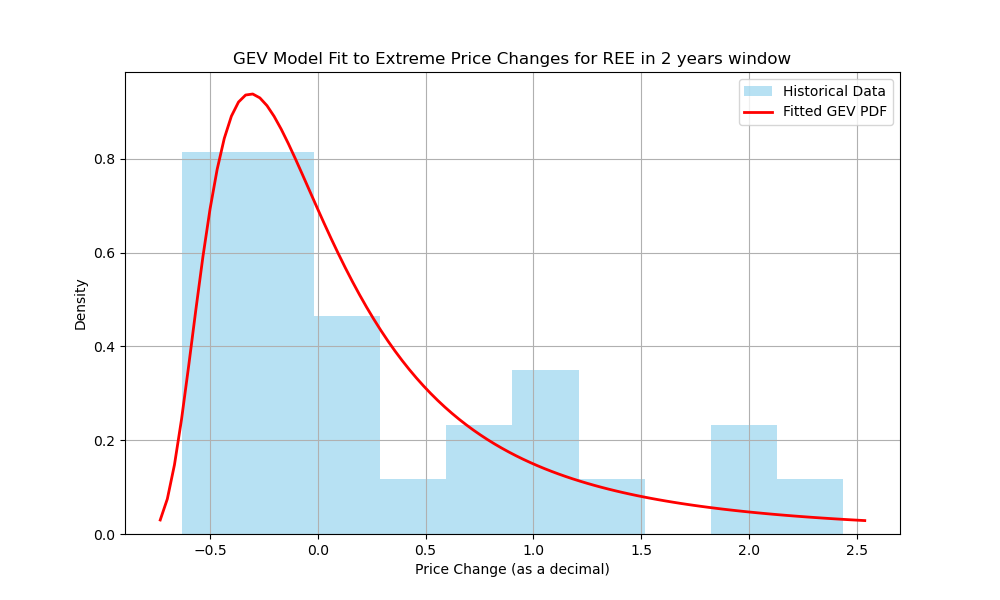 GEV Model Fit to Extreme Price Changes for REE in 2 years window
Historical Data
Fitted GEV PDF
Density
0.8
0.6
0.4
0.2
0.0
−0.5 0.0 0.5 1.0 1.5 2.0 2.5
Price Change (as a decimal)